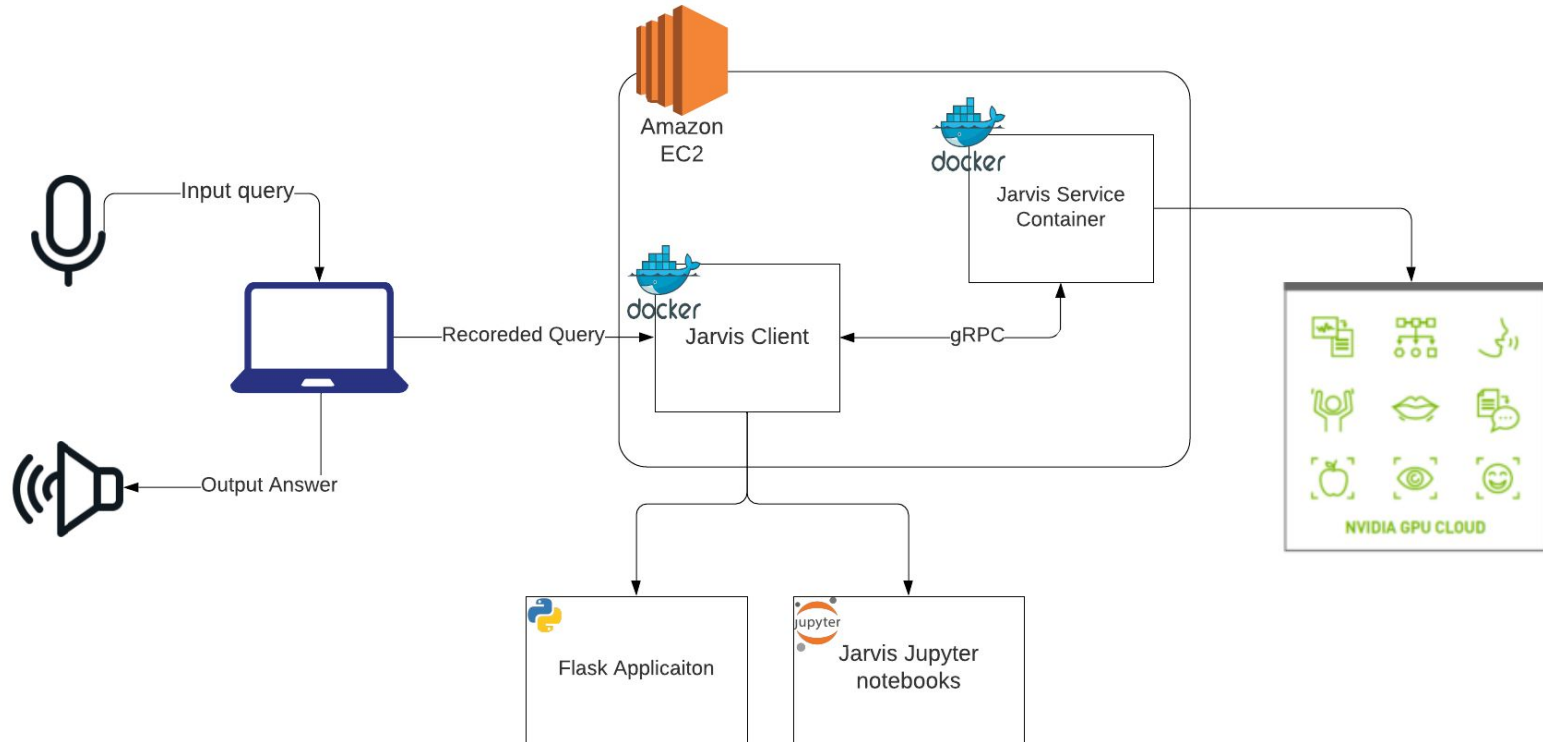 Amazon
EC2
docker
Jarvis Service
Container
Input query
docker
Jarvis Client
Recoreded Query
gRPC
Output Answer
NVIDIA GPU CLOUD
Flask Applicaiton
jupyter
Jarvis Jupyter
notebooks